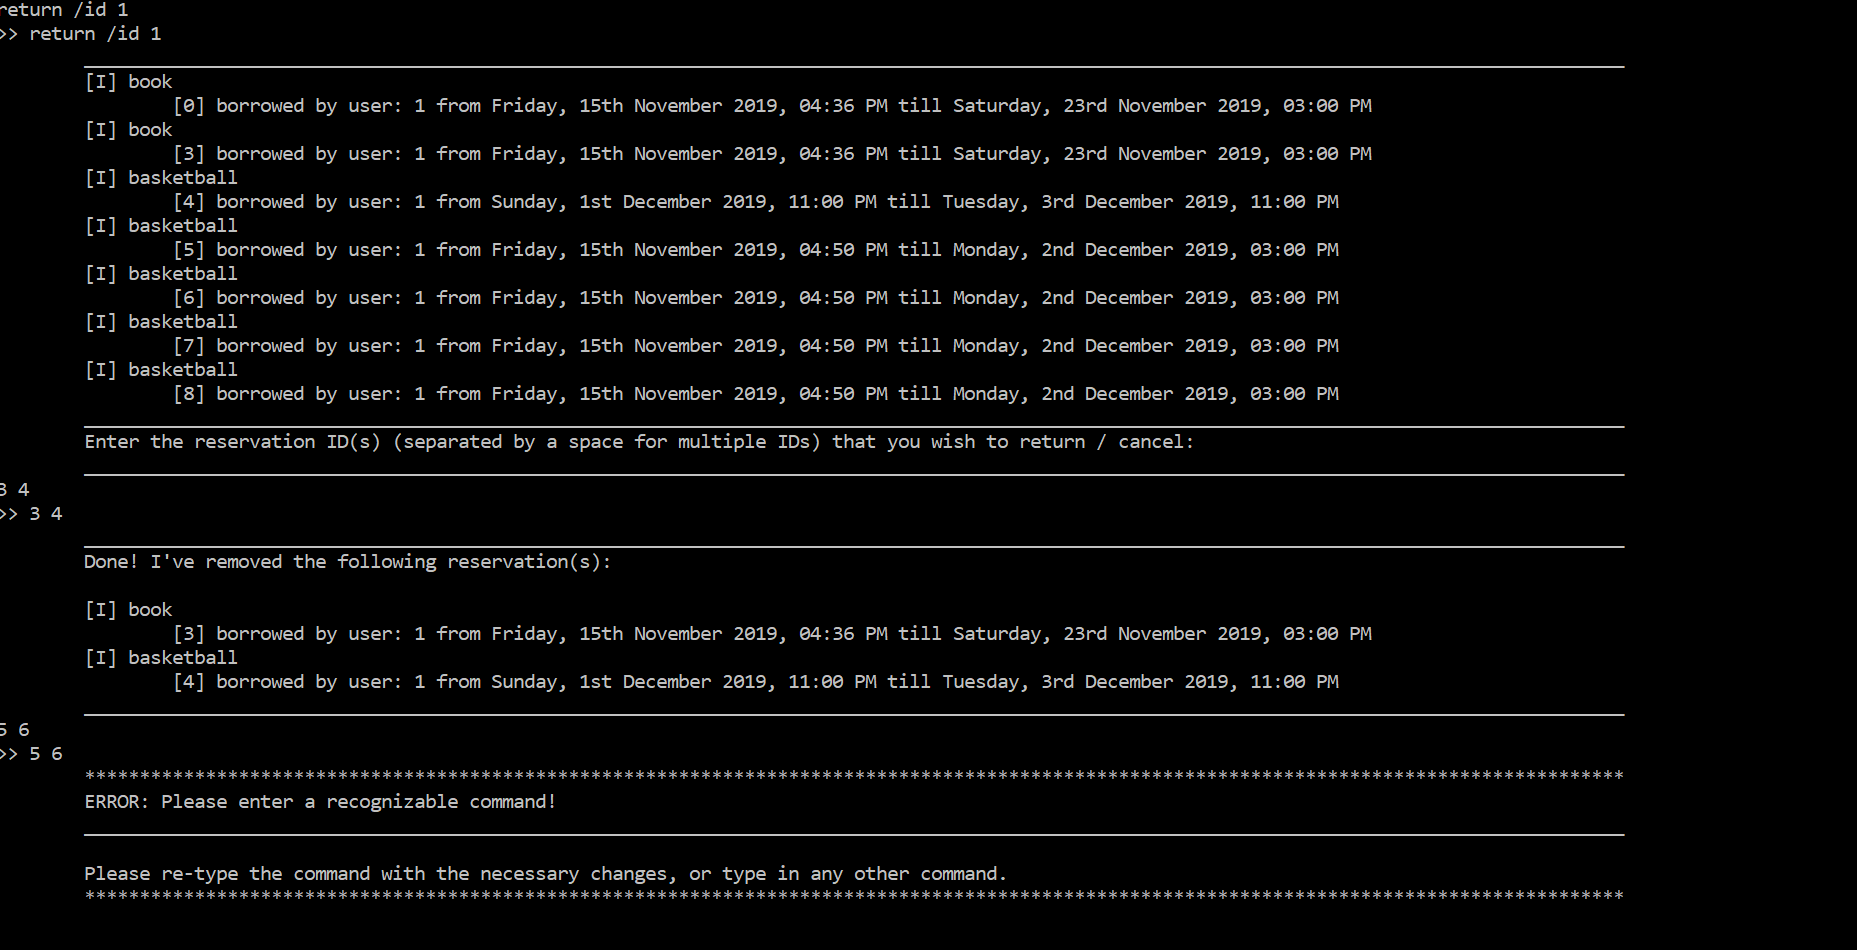 return /id 1
>> return /id 1
[I] book
[0] borrowed by user: 1 from Friday, 15th November 2019, 04:36 PM till Saturday, 23rd November 2019, 03:00 PM
[I] book
[3] borrowed by user: 1 from Friday, 15th November 2019, 04:36 PM till Saturday, 23rd November 2019, 03:00 PM
[I] basketball
[4] borrowed by user: 1 from Sunday, 1st December 2019, 11:00 PM till Tuesday, 3rd December 2019, 11:00 PM
[I] basketball
[5] borrowed by user: 1 from Friday, 15th November 2019, 04:50 PM till Monday, 2nd December 2019, 03:00 PM
[I] basketball
[6] borrowed by user: 1 from Friday, 15th November 2019, 04:50 PM till Monday, 2nd December 2019, 03:00 PM
[I] basketball
[7] borrowed by user: 1 from Friday, 15th November 2019, 04:50 PM till Monday, 2nd December 2019, 03:00 PM
[I] basketball
[8] borrowed by user: 1 from Friday, 15th November 2019, 04:50 PM till Monday, 2nd December 2019, 03:00 PM
Enter the reservation ID(s) (separated by a space for multiple IDs) that you wish to return / cancel:
3 4
>> 3 4
Done! I've removed the following reservation(s):
[I] book
[3] borrowed by user: 1 from Friday, 15th November 2019, 04:36 PM till Saturday, 23rd November 2019, 03:00 PM
[I] basketball
[4] borrowed by user: 1 from Sunday, 1st December 2019, 11:00 PM till Tuesday, 3rd December 2019, 11:00 PM
5 6
>> 5 6
********************************************************************************************************************************************
ERROR: Please enter a recognizable command!
Please re-type the command with the necessary changes, or type in any other command.
********************************************************************************************************************************************